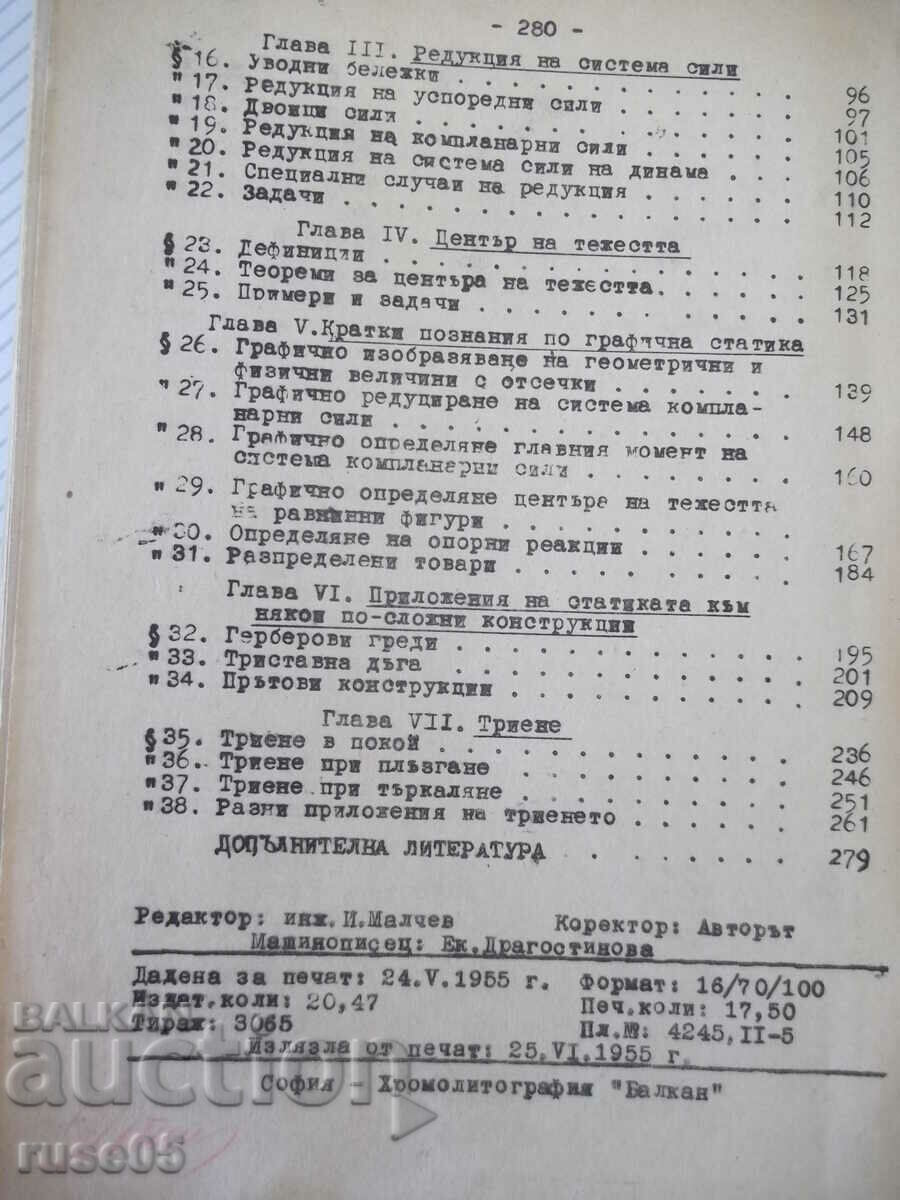 - 280 -
Глава III. Редукция на система сили
§ 16. Уводни бележки . . . . . . . . . . . . . 96
" 17. Редукция на успоредни сили . . . . . . . 97
" 18. Двоици сили . . . . . . . . . . . . . . 101
" 19. Редукция на компланарни сили . . . . . . 105
" 20. Редукция на система сили на динама . . . 106
" 21. Специални случаи на редукция . . . . . . 110
" 22. Задачи . . . . . . . . . . . . . . . . . 112
Глава IV. Център на тежестта
§ 23. Дефиниции . . . . . . . . . . . . . . . 118
" 24. Теореми за центъра на тежестта. . . . . . 125
" 25. Примери и задачи . . . . . . . . . . . . 131
Глава V. Кратки познания по графична статика
§ 26. Графично изобразяване на геометрични и
физични величини с отсечки . . . . . . . 139
" 27. Графично редуциране на система компла-
нарни сили . . . . . . . . . . . . . . . 148
" 28. Графично определяне главния момент на
система компланарни сили . . . . . . . . 160
" 29. Графично определяне центъра на тежестта
на равнинни фигури . . . . . . . . . .
" 30. Определяне на опорни реакции . . . . . . 167
" 31. Разпределени товари . . . . . . . . . . 184
Глава VI. Приложения на статиката към
някои по-сложни конструкции
§ 32. Герберови греди . . . . . . . . . . . . 195
" 33. Триставна дъга . . . . . . . . . . . . . 201
" 34. Прътови конструкции . . . . . . . . . . 209
Глава VII. Триене
§ 35. Триене в покой . . . . . . . . . . . . . 236
" 36. Триене при плъзгане . . . . . . . . . . 246
" 37. Триене при търкаляне . . . . . . . . . . 251
" 38. Разни приложения на триенето . . . . . . 261
ДОПЪЛНИТЕЛНА ЛИТЕРАТУРА . . . . . . . 279
Редактор: инж. И.Малчев Коректор: Авторът
Машинописец: Ек.Драгостинова
Дадена за печат: 24.V.1955 г. Формат: 16/70/100
Издат.коли: 20,47 Печ.коли: 17,50
Тираж: 3065 Пл.№: 4245,II-5
Излязла от печат: 25.VI.1955 г.
София - Хромолитография "Балкан"
BALKAN
auction
ruse05